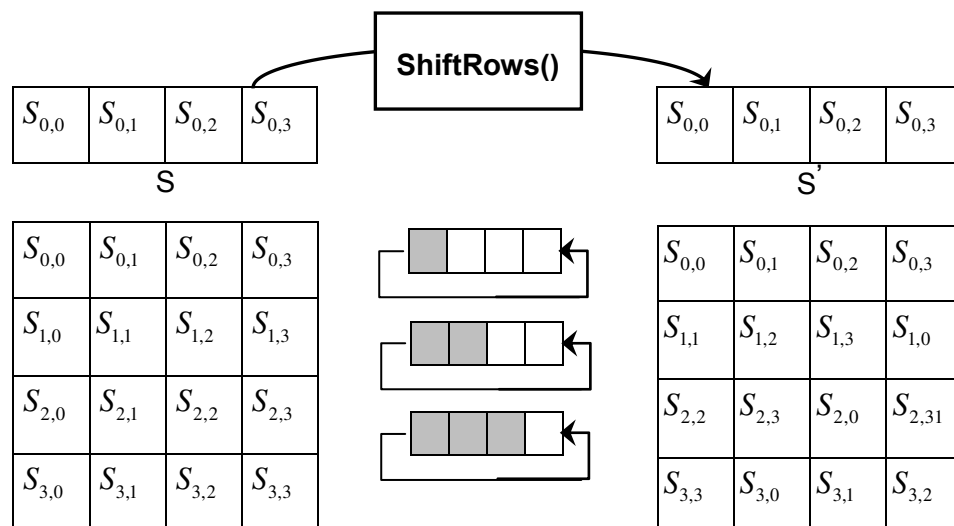 ShiftRows()
S0,0 S0,1 S0,2 S0,3
S
S0,0 S0,1 S0,2 S0,3
S'
S0,0 S0,1 S0,2 S0,3
S1,0 S1,1 S1,2 S1,3
S2,0 S2,1 S2,2 S2,3
S3,0 S3,1 S3,2 S3,3
S0,0 S0,1 S0,2 S0,3
S1,1 S1,2 S1,3 S1,0
S2,2 S2,3 S2,0 S2,31
S3,3 S3,0 S3,1 S3,2